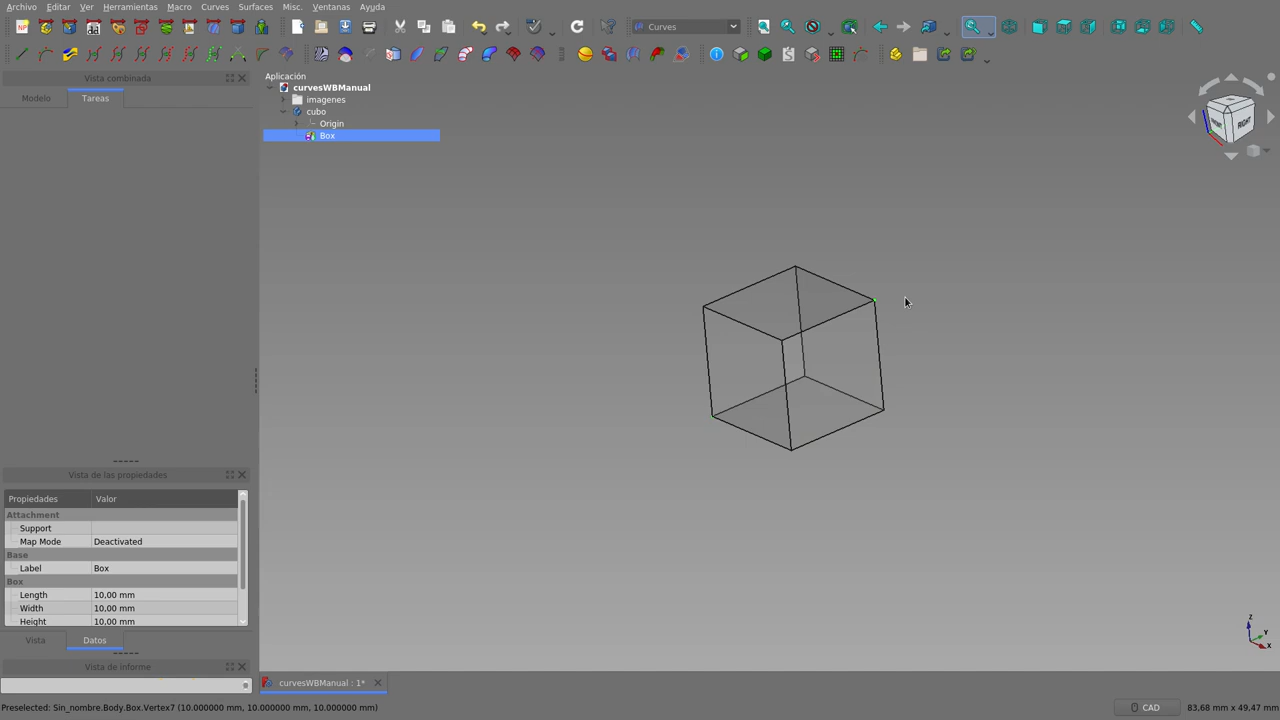 Archivo Editar Ver Herramientas Macro Curves Surfaces Misc. Ventanas Ayuda
Curves
Vista combinada
Modelo Tareas
Aplicación
curvesWBManual
imagenes
cubo
Origin
Box
RIGHT
Vista de las propiedades
Propiedades Valor
Attachment
Support
Map Mode Deactivated
Base
Label Box
Box
Length 10,00 mm
Width 10,00 mm
Height 10,00 mm
Vista Datos
Vista de informe
Z
Y
X
curvesWBManual : 1*
Preselected: Sin_nombre.Body.Box.Vertex7 (10.000000 mm, 10.000000 mm, 10.000000 mm)
CAD
83,68 mm x 49,47 mm